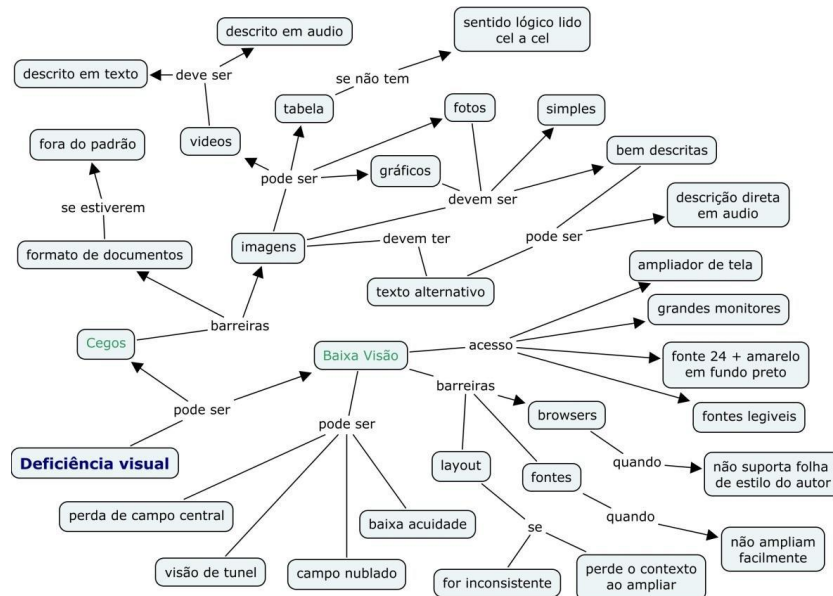 descrito em audio
sentido lógico lido
cel a cel
descrito em texto
deve ser
se não tem
tabela
fotos
simples
videos
fora do padrão
bem descritas
pode ser
gráficos
devem ser
descrição direta
em audio
se estiverem
devem ter
pode ser
formato de documentos
imagens
ampliador de tela
texto alternativo
grandes monitores
barreiras
Cegos
Baixa Visão
acesso
fonte 24 + amarelo
em fundo preto
barreiras
pode ser
browsers
fontes legiveis
pode ser
Deficiência visual
layout
fontes
quando
não suporta folha
de estilo do autor
perda de campo central
baixa acuidade
quando
se
não ampliam
facilmente
visão de tunel
campo nublado
for inconsistente
perde o contexto
ao ampliar